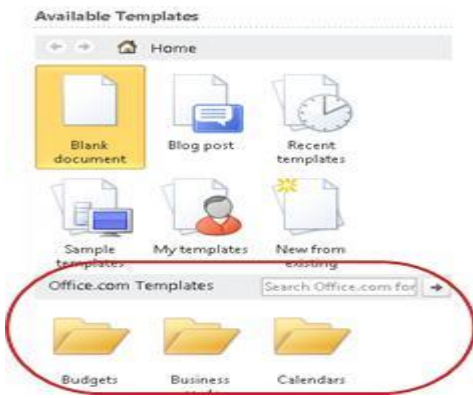 Available Templates
Home
Blank
document
Blog post
Recent
templates
Sample
templates
My templates
New from
existing
Office.com Templates
Search Office.com for
Budgets
Business
Calendars